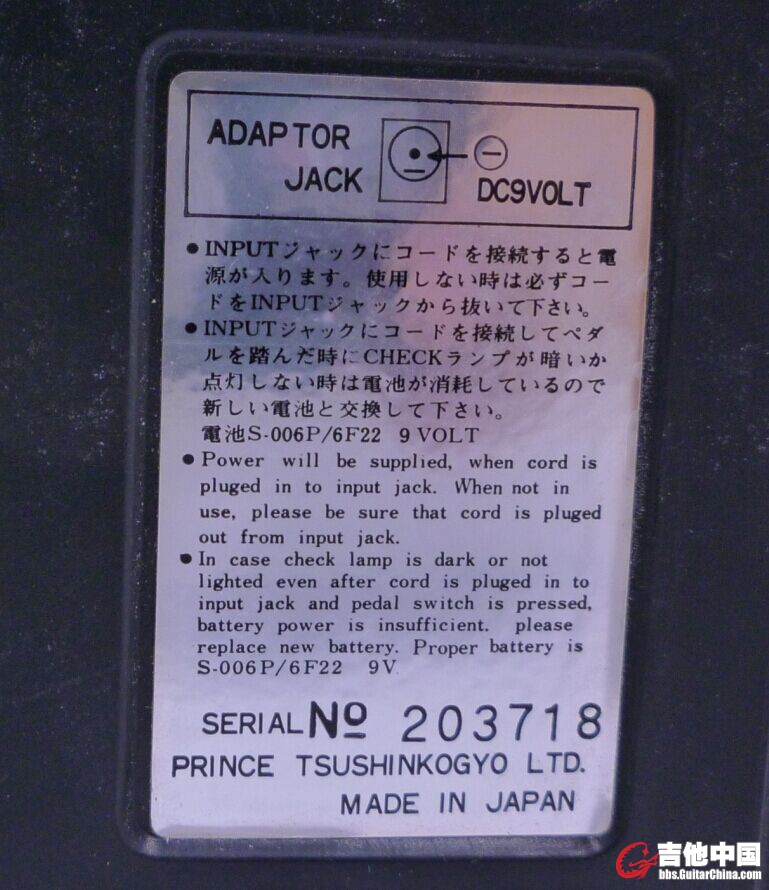 ADAPTOR
JACK
DC9VOLT
●INPUTジャックにコードを接続すると電
源が入ります。使用しない時は必ずコー
ドをINPUTジャックから抜いて下さい。
●INPUTジャックにコードを接続してペダ
ルを踏んだ時にCHECKランプが暗いか
点灯しない時は電池が消耗しているので
新しい電池と交換して下さい。
電池S-006P/6F22 9 VOLT
● Power will be supplied, when cord is
pluged in to input jack. When not in
use, please be sure that cord is pluged
out from input jack.
● In case check lamp is dark or not
lighted even after cord is pluged in to
input jack and pedal switch is pressed,
battery power is insufficient. please
replace new battery. Proper battery is
S-006P/6F22 9V
SERIAL No 203718
PRINCE TSUSHINKOGYO LTD.
MADE IN JAPAN
吉他中国
bbs.GuitarChina.com